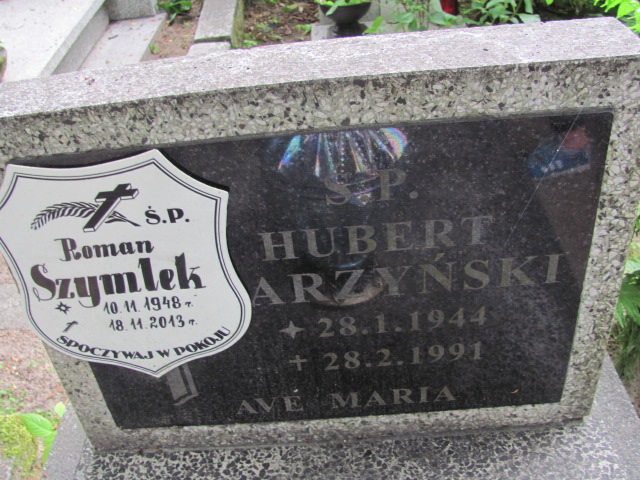 Ś.P.
Roman
Szymlek
10.11.1948 r.
18.11.2013 r.
SPOCZYWAJ W POKOJU
Ś.P.
HUBERT
ARZYŃSKI
28.1.1944
+ 28.2.1991
AVE MARIA